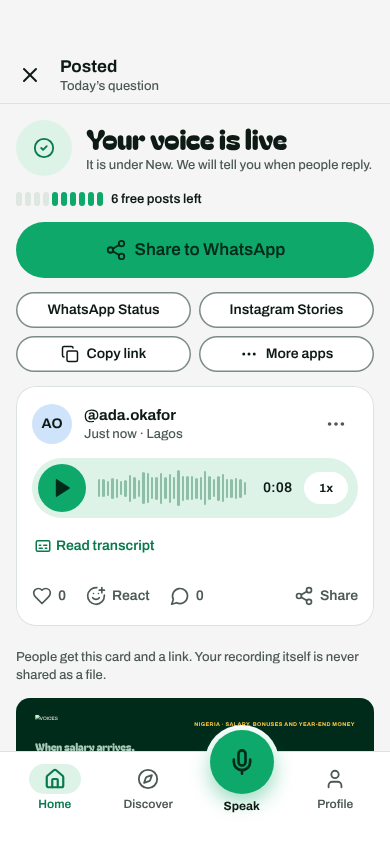 Posted
Today's question
Your voice is live
It is under New. We will tell you when people reply.
6 free posts left
Share to WhatsApp
WhatsApp Status
Instagram Stories
Copy link
More apps
AO
@ada.okafor
Just now · Lagos
0:08
1x
Read transcript
0
React
0
Share
People get this card and a link. Your recording itself is never
shared as a file.
VOICES
NIGERIA · SALARY, BONUSES AND YEAR-END MONEY
When salary arrives,
Home
Discover
Speak
Profile